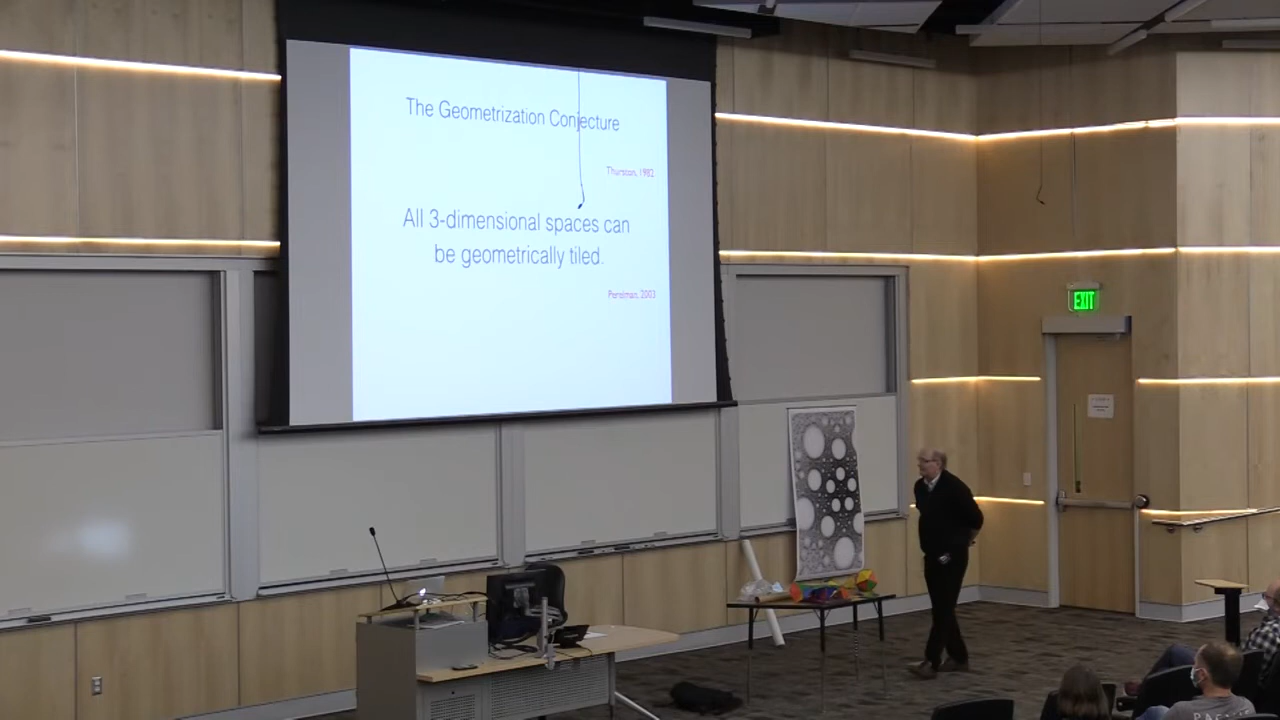 The Geometrization Conjecture
Thurston, 1982
All 3-dimensional spaces can
be geometrically tiled.
Perelman, 2003
EXIT